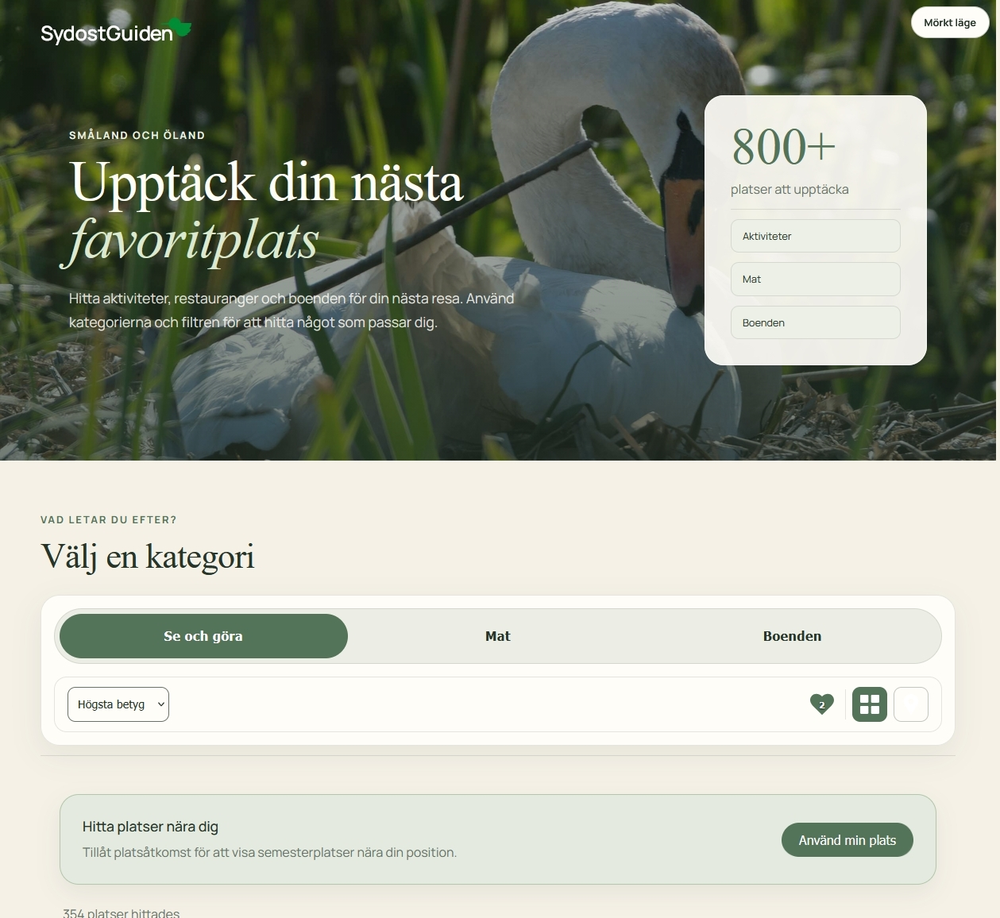 SydostGuiden
Mörkt läge
SMÅLAND OCH ÖLAND
Upptäck din nästa
favoritplats
Hitta aktiviteter, restauranger och boenden för din nästa resa. Använd
kategorierna och filtren för att hitta något som passar dig.
800+
platser att upptäcka
Aktiviteter
Mat
Boenden
VAD LETAR DU EFTER?
Välj en kategori
Se och göra
Mat
Boenden
Högsta betyg
2
Hitta platser nära dig
Tillåt platsåtkomst för att visa semesterplatser nära din position.
Använd min plats
354 platser hittades